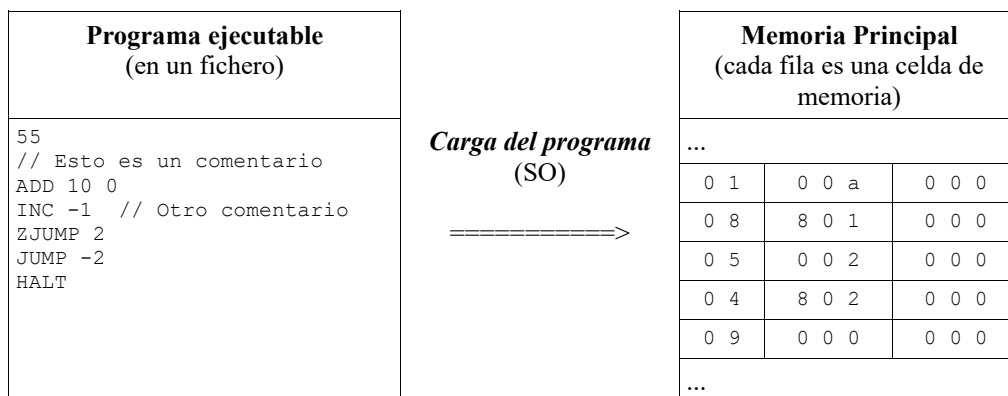 Programa ejecutable
(en un fichero)
55
// Esto es un comentario
ADD 10 0
INC -1  // Otro comentario
ZJUMP 2
JUMP -2
HALT
Carga del programa
(SO)
===========>
Memoria Principal
(cada fila es una celda de
memoria)
...
0 1 0 0 a 0 0 0
0 8 8 0 1 0 0 0
0 5 0 0 2 0 0 0
0 4 8 0 2 0 0 0
0 9 0 0 0 0 0 0
...